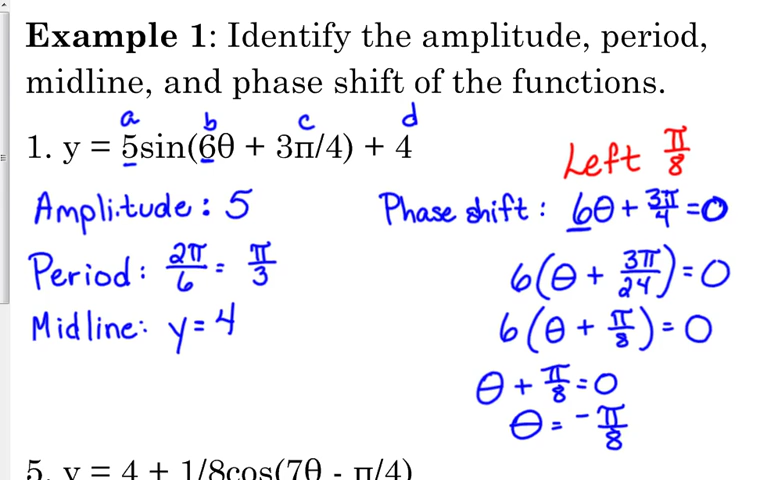 Example 1: Identify the amplitude, period,
midline, and phase shift of the functions.
a b c d
1. y = 5sin(6θ + 3π/4) + 4
Left π/8
Amplitude: 5
Phase shift: 6θ + 3π/4 = 0
Period: 2π/6 = π/3
6(θ + 3π/24) = 0
Midline: y = 4
6(θ + π/8) = 0
θ + π/8 = 0
θ = -π/8
5. y = 4 + 1/8cos(7θ - π/4)